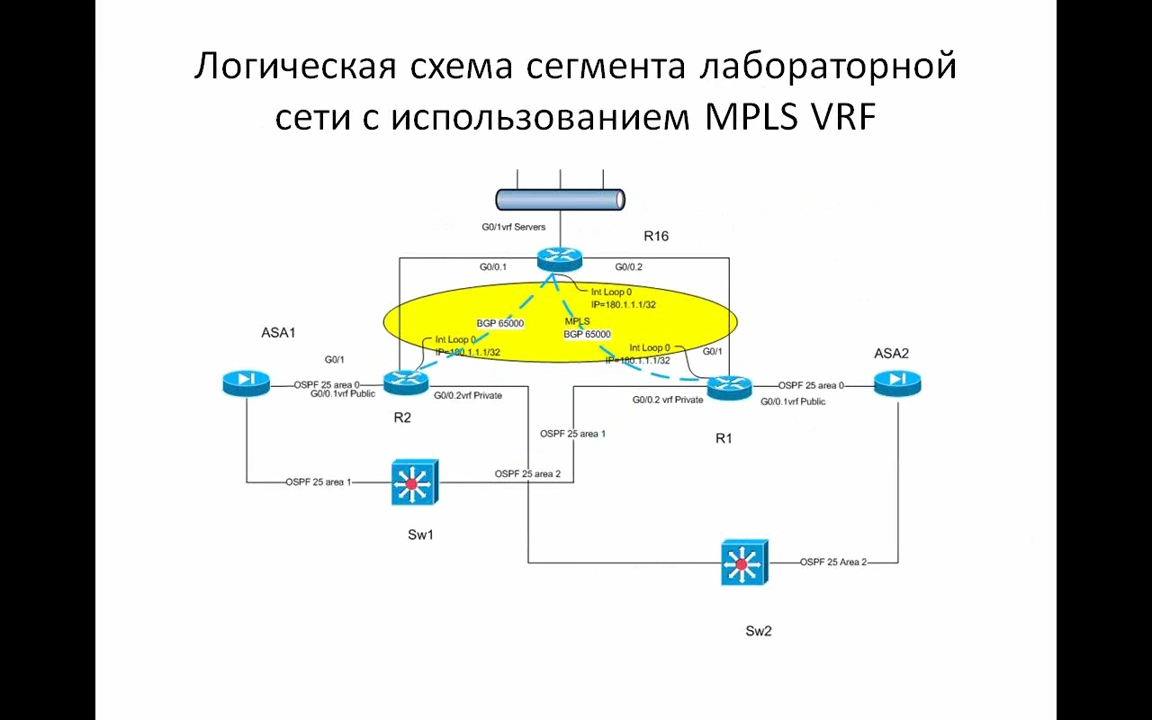 Логическая схема сегмента лабораторной
сети с использованием MPLS VRF
G0/1vrf Servers
R16
G0/0.1
G0/0.2
Int Loop 0
IP=180.1.1.1/32
MPLS
BGP 65000
BGP 65000
ASA1
Int Loop 0
IP=180.1.1.1/32
Int Loop 0
IP=180.1.1.1/32
G0/1
G0/1
ASA2
OSPF 25 area 0
G0/0.1vrf Public
G0/0.2vrf Private
R2
OSPF 25 area 0
G0/0.2 vrf Private
G0/0.1vrf Public
R1
OSPF 25 area 1
OSPF 25 area 2
OSPF 25 area 1
Sw1
OSPF 25 Area 2
Sw2